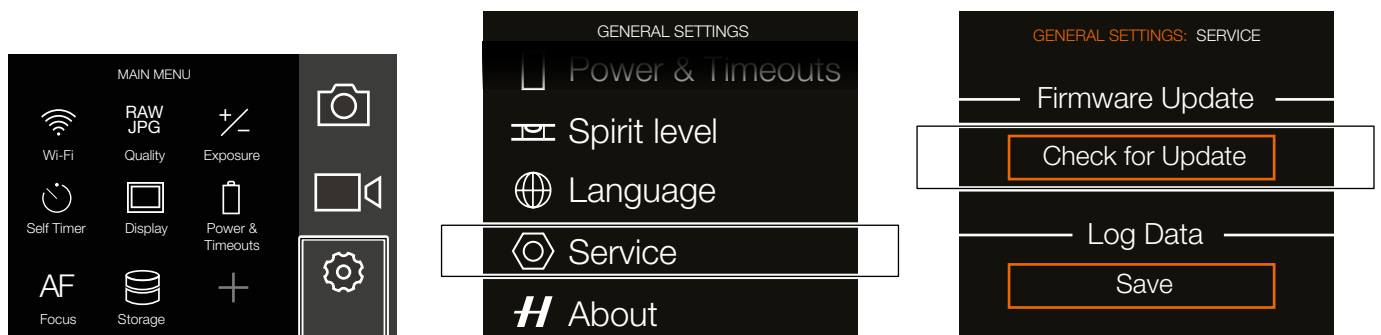 MAIN MENU
RAW
JPG
Wi-Fi
Quality
Exposure
Self Timer
Display
Power &
Timeouts
AF
Focus
Storage
GENERAL SETTINGS
Power & Timeouts
Spirit level
Language
Service
H About
GENERAL SETTINGS: SERVICE
Firmware Update
Check for Update
Log Data
Save